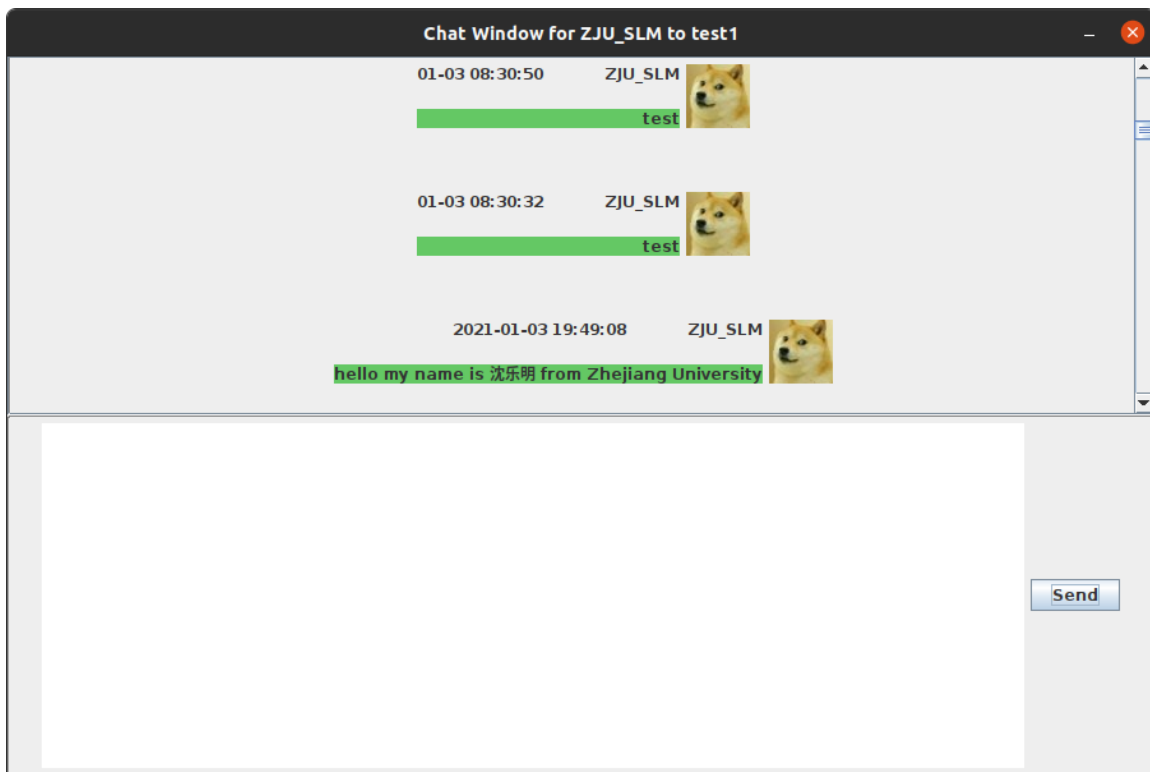 Chat Window for ZJU_SLM to test1
01-03 08:30:50 ZJU_SLM
test
01-03 08:30:32 ZJU_SLM
test
2021-01-03 19:49:08 ZJU_SLM
hello my name is 沈乐明 from Zhejiang University
Send